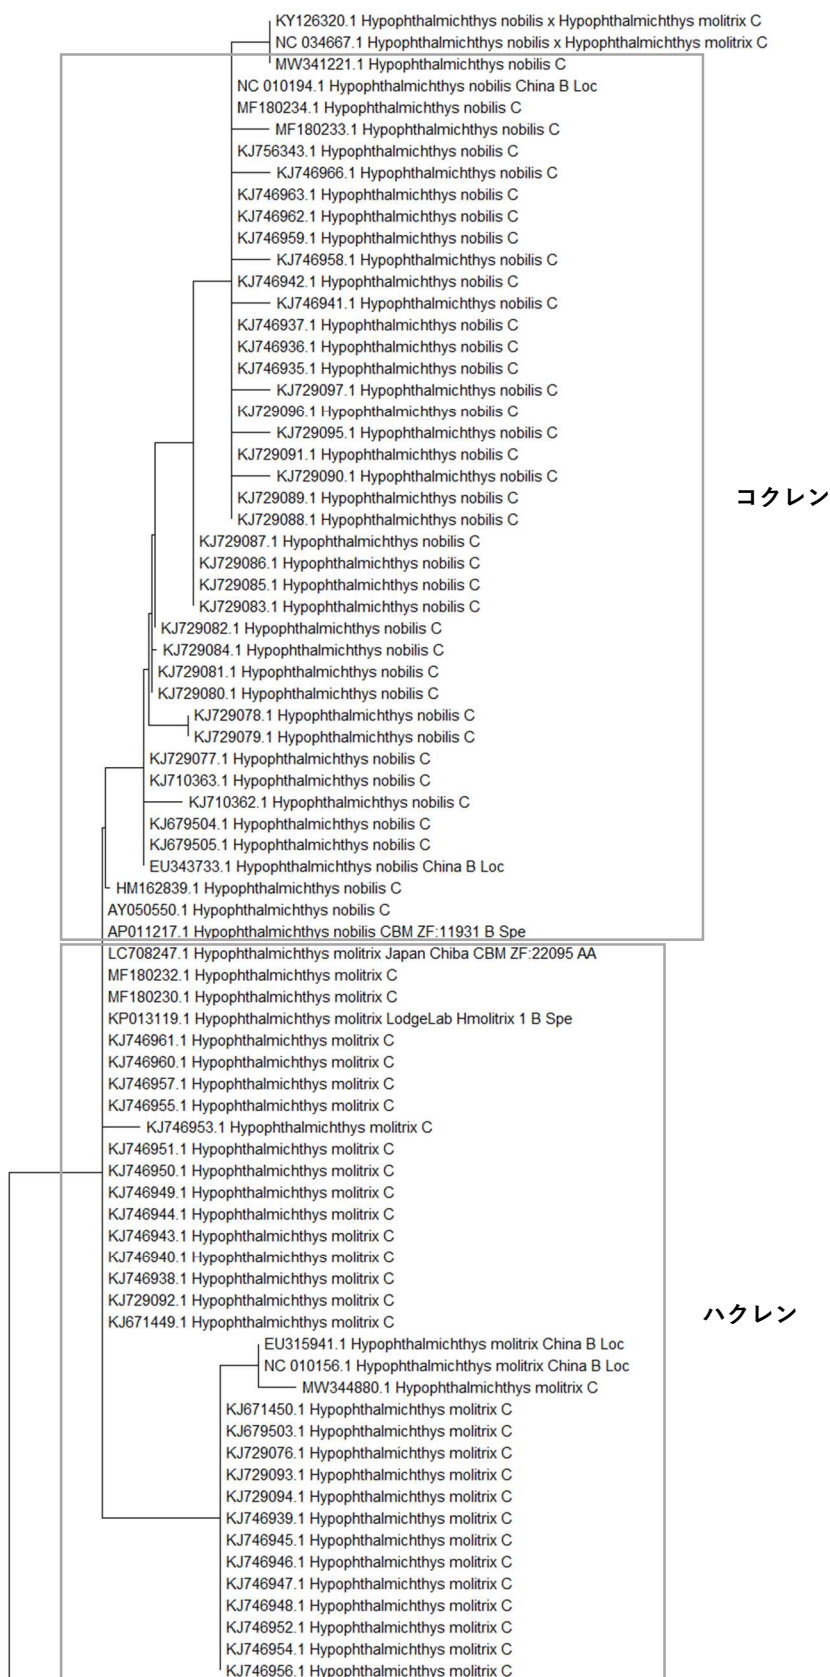 KY126320.1 Hypophthalmichthys nobilis x Hypophthalmichthys molitrix C
NC 034667.1 Hypophthalmichthys nobilis x Hypophthalmichthys molitrix C
MW341221.1 Hypophthalmichthys nobilis C
NC 010194.1 Hypophthalmichthys nobilis China B Loc
MF180234.1 Hypophthalmichthys nobilis C
MF180233.1 Hypophthalmichthys nobilis C
KJ756343.1 Hypophthalmichthys nobilis C
KJ746966.1 Hypophthalmichthys nobilis C
KJ746963.1 Hypophthalmichthys nobilis C
KJ746962.1 Hypophthalmichthys nobilis C
KJ746959.1 Hypophthalmichthys nobilis C
KJ746958.1 Hypophthalmichthys nobilis C
KJ746942.1 Hypophthalmichthys nobilis C
KJ746941.1 Hypophthalmichthys nobilis C
KJ746937.1 Hypophthalmichthys nobilis C
KJ746936.1 Hypophthalmichthys nobilis C
KJ746935.1 Hypophthalmichthys nobilis C
KJ729097.1 Hypophthalmichthys nobilis C
KJ729096.1 Hypophthalmichthys nobilis C
KJ729095.1 Hypophthalmichthys nobilis C
KJ729091.1 Hypophthalmichthys nobilis C
KJ729090.1 Hypophthalmichthys nobilis C
KJ729089.1 Hypophthalmichthys nobilis C
コクレン
KJ729088.1 Hypophthalmichthys nobilis C
KJ729087.1 Hypophthalmichthys nobilis C
KJ729086.1 Hypophthalmichthys nobilis C
KJ729085.1 Hypophthalmichthys nobilis C
KJ729083.1 Hypophthalmichthys nobilis C
KJ729082.1 Hypophthalmichthys nobilis C
KJ729084.1 Hypophthalmichthys nobilis C
KJ729081.1 Hypophthalmichthys nobilis C
KJ729080.1 Hypophthalmichthys nobilis C
KJ729078.1 Hypophthalmichthys nobilis C
KJ729079.1 Hypophthalmichthys nobilis C
KJ729077.1 Hypophthalmichthys nobilis C
KJ710363.1 Hypophthalmichthys nobilis C
KJ710362.1 Hypophthalmichthys nobilis C
KJ679504.1 Hypophthalmichthys nobilis C
KJ679505.1 Hypophthalmichthys nobilis C
EU343733.1 Hypophthalmichthys nobilis China B Loc
HM162839.1 Hypophthalmichthys nobilis C
AY050550.1 Hypophthalmichthys nobilis C
AP011217.1 Hypophthalmichthys nobilis CBM ZF:11931 B Spe
LC708247.1 Hypophthalmichthys molitrix Japan Chiba CBM ZF:22095 AA
MF180232.1 Hypophthalmichthys molitrix C
MF180230.1 Hypophthalmichthys molitrix C
KP013119.1 Hypophthalmichthys molitrix LodgeLab Hmolitrix 1 B Spe
KJ746961.1 Hypophthalmichthys molitrix C
KJ746960.1 Hypophthalmichthys molitrix C
KJ746957.1 Hypophthalmichthys molitrix C
KJ746955.1 Hypophthalmichthys molitrix C
KJ746953.1 Hypophthalmichthys molitrix C
KJ746951.1 Hypophthalmichthys molitrix C
KJ746950.1 Hypophthalmichthys molitrix C
KJ746949.1 Hypophthalmichthys molitrix C
KJ746944.1 Hypophthalmichthys molitrix C
KJ746943.1 Hypophthalmichthys molitrix C
KJ746940.1 Hypophthalmichthys molitrix C
KJ746938.1 Hypophthalmichthys molitrix C
KJ729092.1 Hypophthalmichthys molitrix C
ハクレン
KJ671449.1 Hypophthalmichthys molitrix C
EU315941.1 Hypophthalmichthys molitrix China B Loc
NC 010156.1 Hypophthalmichthys molitrix China B Loc
MW344880.1 Hypophthalmichthys molitrix C
KJ671450.1 Hypophthalmichthys molitrix C
KJ679503.1 Hypophthalmichthys molitrix C
KJ729076.1 Hypophthalmichthys molitrix C
KJ729093.1 Hypophthalmichthys molitrix C
KJ729094.1 Hypophthalmichthys molitrix C
KJ746939.1 Hypophthalmichthys molitrix C
KJ746945.1 Hypophthalmichthys molitrix C
KJ746946.1 Hypophthalmichthys molitrix C
KJ746947.1 Hypophthalmichthys molitrix C
KJ746948.1 Hypophthalmichthys molitrix C
KJ746952.1 Hypophthalmichthys molitrix C
KJ746954.1 Hypophthalmichthys molitrix C
KJ746956.1 Hypophthalmichthys molitrix C